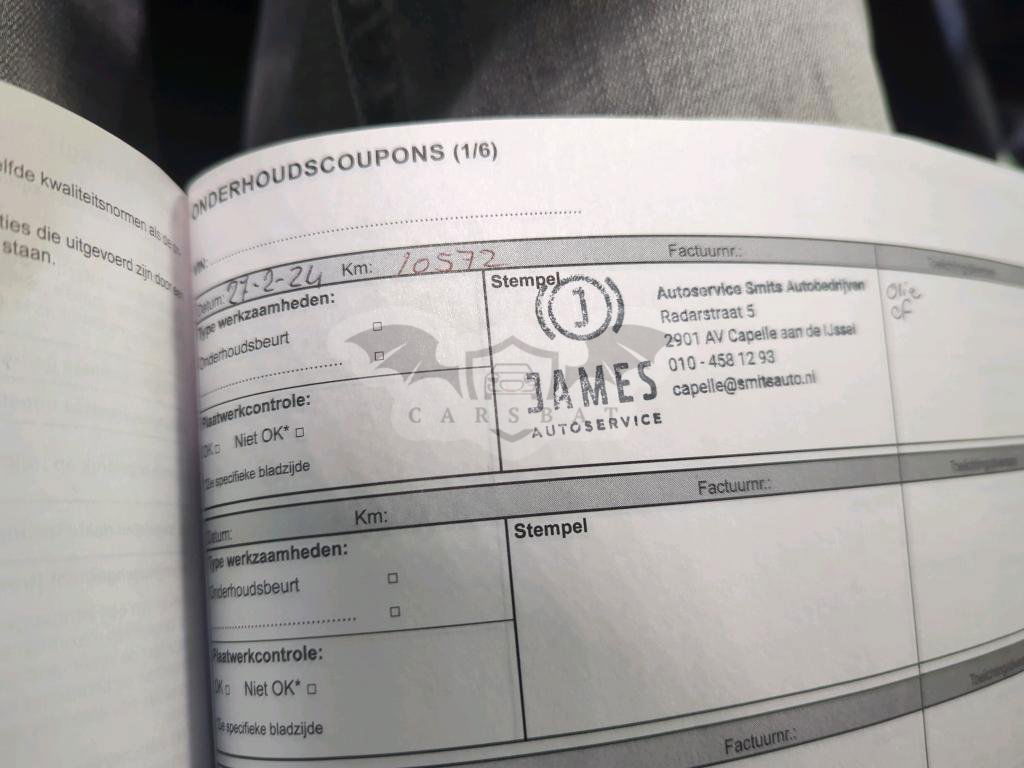 elfde kwaliteitsnormen als de
ties die uitgevoerd zijn door een
staan.
ONDERHOUDSCOUPONS (1/6)
VIN:
Datum: 27-2-24 Km: 10572 Factuurnr.:
Type werkzaamheden:
Onderhoudsbeurt □
□
Plaatwerkcontrole:
OK □ Niet OK* □
*Zie specifieke bladzijde
Stempel
J
JAMES
AUTOSERVICE
Autoservice Smits Autobedrijven
Radarstraat 5
2901 AV Capelle aan de IJssel
010 - 458 12 93
capelle@smitsauto.nl
Olie
CARSBAT
Datum: Km: Factuurnr.:
Type werkzaamheden:
Onderhoudsbeurt □
□
Plaatwerkcontrole:
OK □ Niet OK* □
*Zie specifieke bladzijde
Stempel
Factuurnr.: